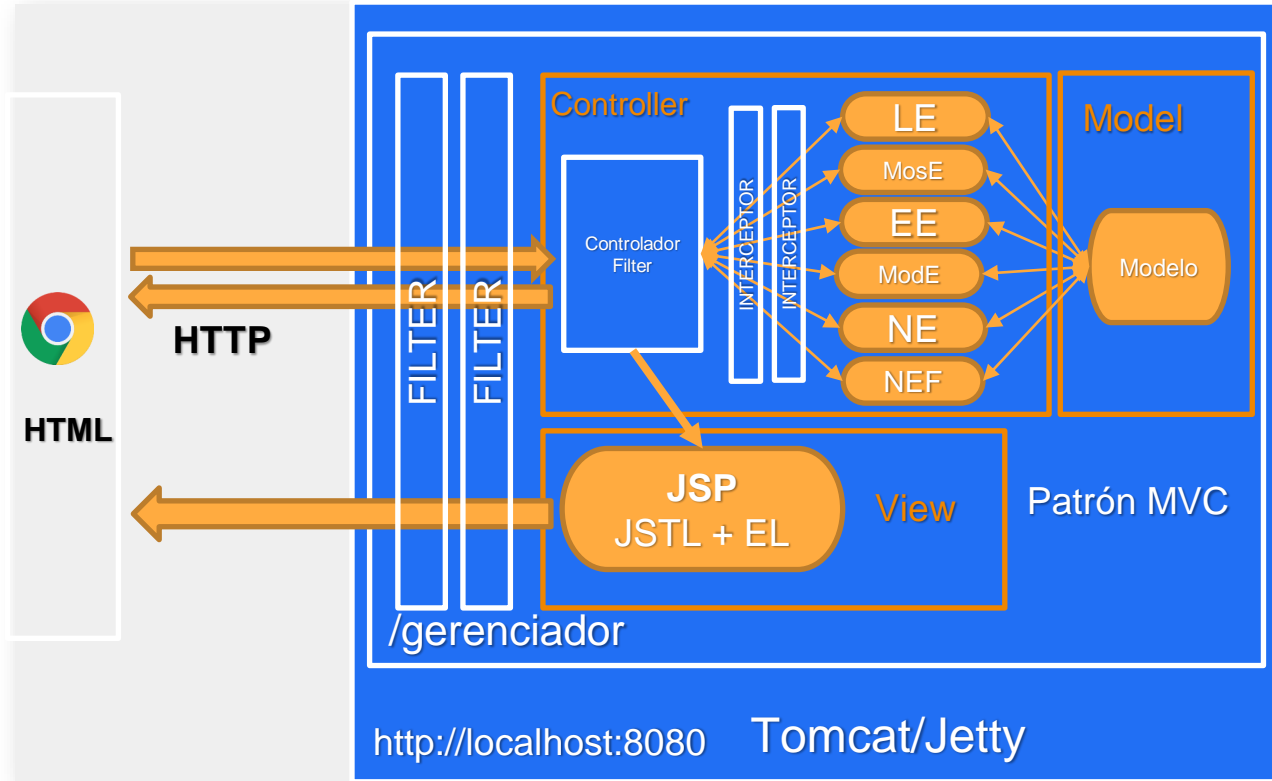 Controller
LE
Model
MosE
EE
Controlador
Filter
INTERCEPTOR
INTERCEPTOR
ModE
Modelo
NE
NEF
HTTP
FILTER
FILTER
HTML
JSP
JSTL + EL
View
Patrón MVC
/gerenciador
http://localhost:8080
Tomcat/Jetty